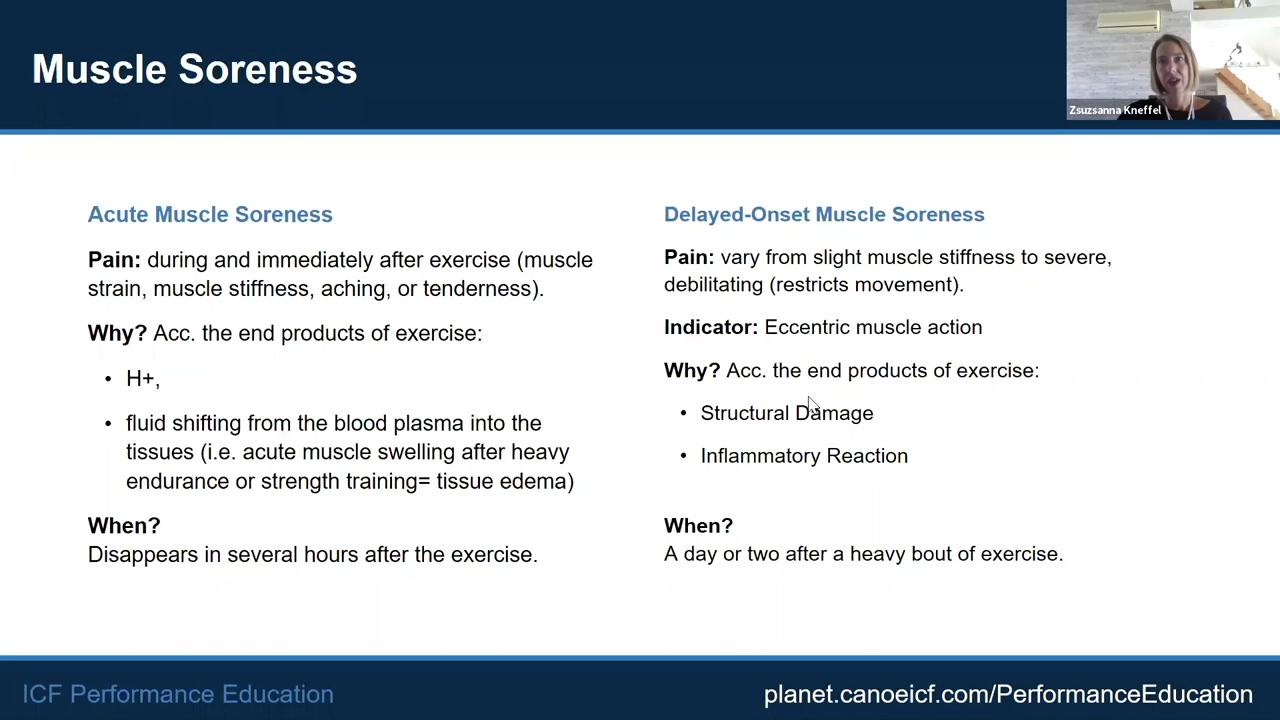 Muscle Soreness
Zsuzsanna Kneffel
Acute Muscle Soreness
Pain: during and immediately after exercise (muscle
strain, muscle stiffness, aching, or tenderness).
Why? Acc. the end products of exercise:
• H+,
• fluid shifting from the blood plasma into the
tissues (i.e. acute muscle swelling after heavy
endurance or strength training= tissue edema)
When?
Disappears in several hours after the exercise.
Delayed-Onset Muscle Soreness
Pain: vary from slight muscle stiffness to severe,
debilitating (restricts movement).
Indicator: Eccentric muscle action
Why? Acc. the end products of exercise:
• Structural Damage
• Inflammatory Reaction
When?
A day or two after a heavy bout of exercise.
ICF Performance Education
planet.canoeicf.com/PerformanceEducation